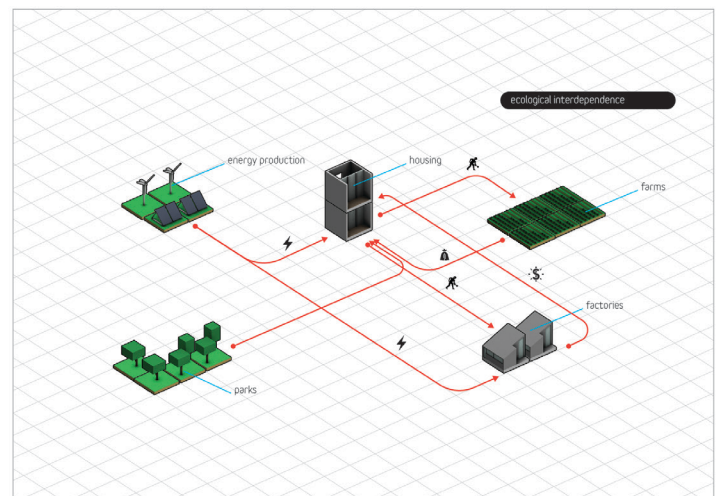 ecological interdependence
energy production
housing
farms
factories
parks